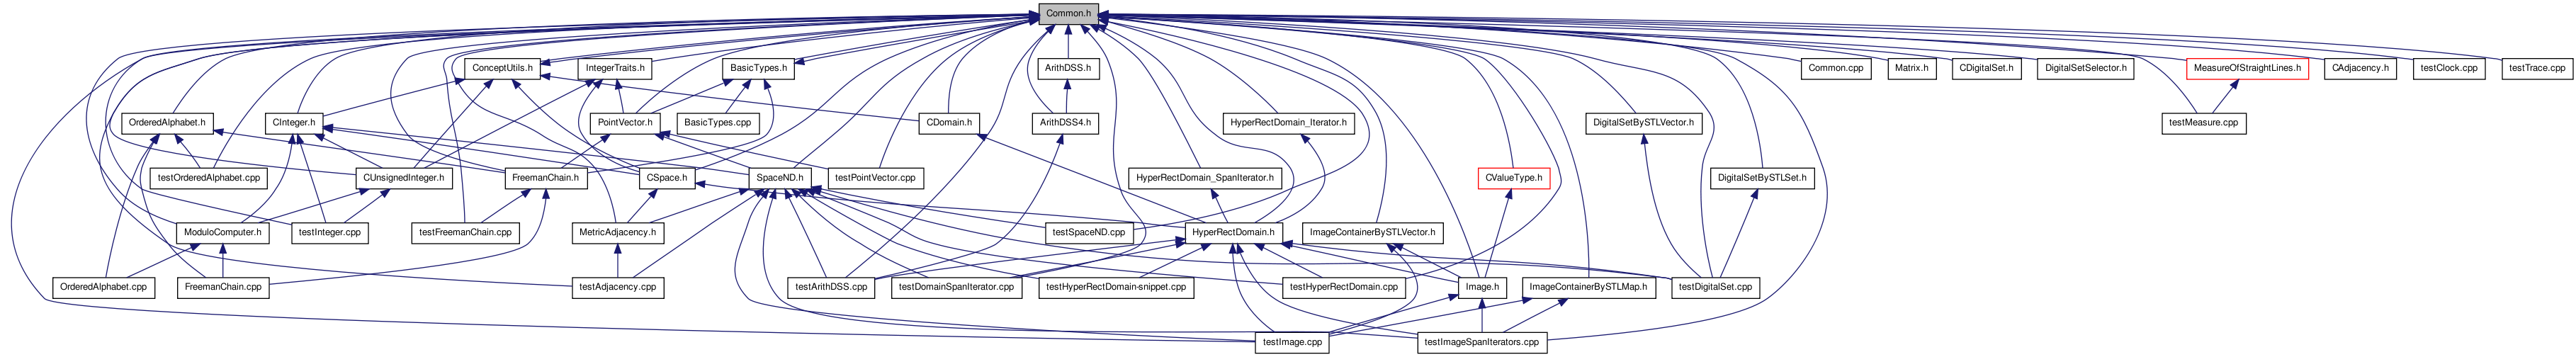 Common.h
ConceptUtils.h
IntegerTraits.h
BasicTypes.h
ArithDSS.h
Common.cpp
Matrix.h
CDigitalSet.h
DigitalSetSelector.h
MeasureOfStraightLines.h
CAdjacency.h
testClock.cpp
testTrace.cpp
OrderedAlphabet.h
CInteger.h
PointVector.h
BasicTypes.cpp
CDomain.h
ArithDSS4.h
HyperRectDomain_Iterator.h
DigitalSetBySTLVector.h
testMeasure.cpp
testOrderedAlphabet.cpp
CUnsignedInteger.h
FreemanChain.h
CSpace.h
SpaceND.h
testPointVector.cpp
HyperRectDomain_SpanIterator.h
CValueType.h
DigitalSetBySTLSet.h
ModuloComputer.h
testInteger.cpp
testFreemanChain.cpp
MetricAdjacency.h
testSpaceND.cpp
HyperRectDomain.h
ImageContainerBySTLVector.h
OrderedAlphabet.cpp
FreemanChain.cpp
testAdjacency.cpp
testArithDSS.cpp
testDomainSpanIterator.cpp
testHyperRectDomain-snippet.cpp
testHyperRectDomain.cpp
Image.h
ImageContainerBySTLMap.h
testDigitalSet.cpp
testImage.cpp
testImageSpanIterators.cpp